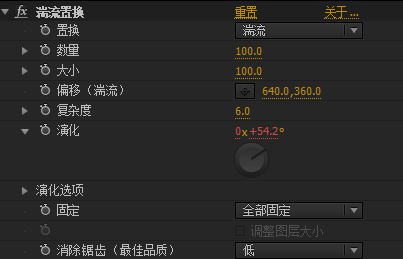 fx 湍流置换 重置 关于...
置换 湍流
数量 100.0
大小 100.0
偏移（湍流） 640.0,360.0
复杂度 6.0
演化 0x+54.2°
演化选项
固定 全部固定
调整图层大小
消除锯齿（最佳品质） 低